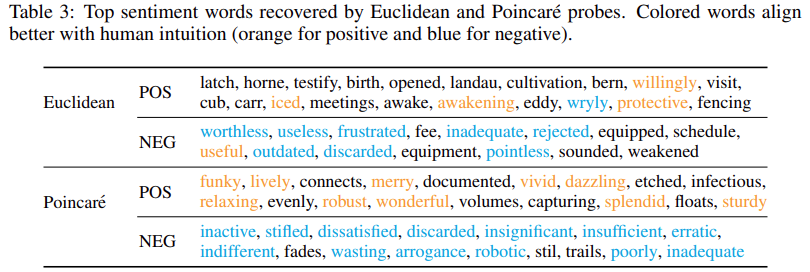 Table 3: Top sentiment words recovered by Euclidean and Poincaré probes. Colored words align
better with human intuition (orange for positive and blue for negative).
Euclidean
POS
latch, horne, testify, birth, opened, landau, cultivation, bern, willingly, visit,
cub, carr, iced, meetings, awake, awakening, eddy, wryly, protective, fencing
NEG
worthless, useless, frustrated, fee, inadequate, rejected, equipped, schedule,
useful, outdated, discarded, equipment, pointless, sounded, weakened
Poincaré
POS
funky, lively, connects, merry, documented, vivid, dazzling, etched, infectious,
relaxing, evenly, robust, wonderful, volumes, capturing, splendid, floats, sturdy
NEG
inactive, stifled, dissatisfied, discarded, insignificant, insufficient, erratic,
indifferent, fades, wasting, arrogance, robotic, stil, trails, poorly, inadequate